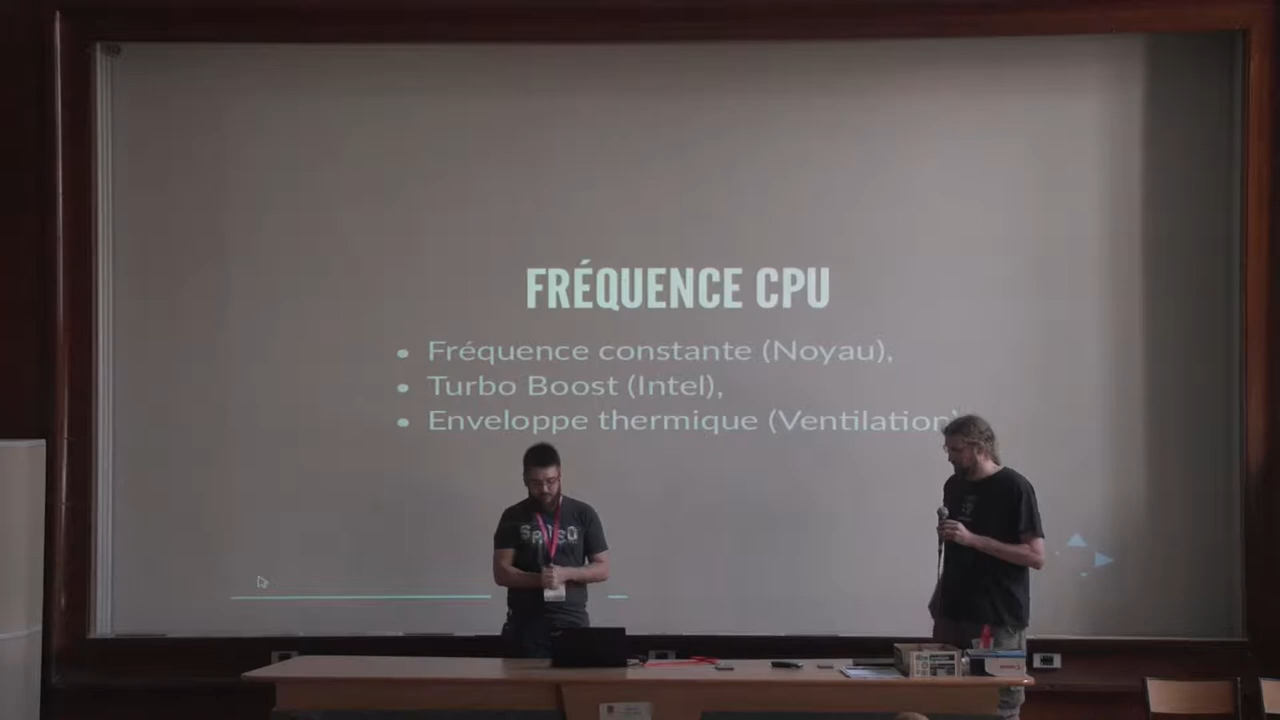 FRÉQUENCE CPU
• Fréquence constante (Noyau),
• Turbo Boost (Intel),
• Enveloppe thermique (Ventilation)